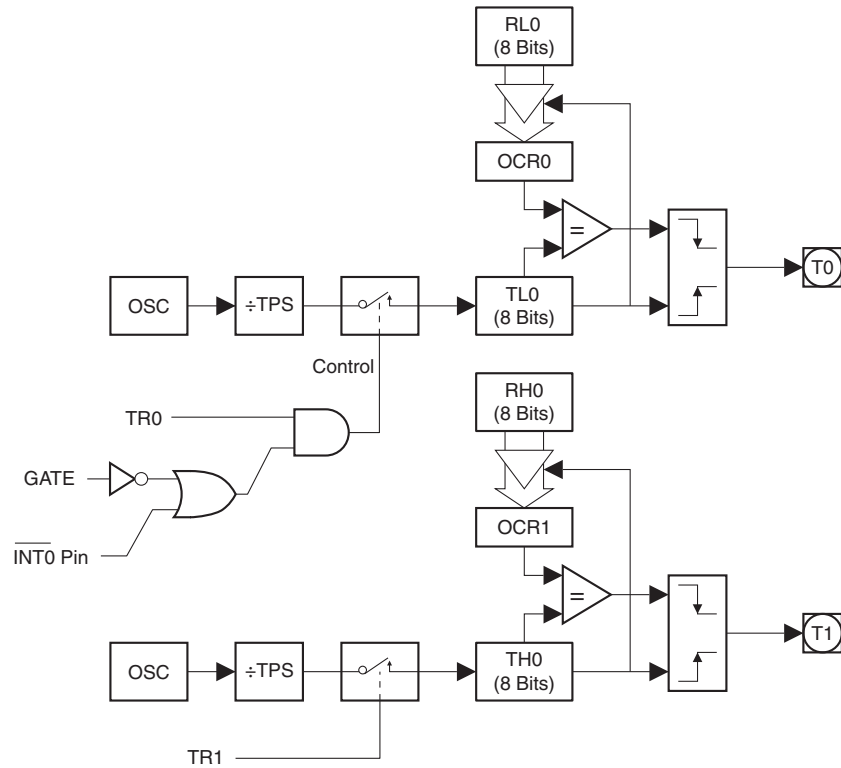 RL0
(8 Bits)
OCR0
=
T0
OSC
÷TPS
TL0
(8 Bits)
Control
TR0
RH0
(8 Bits)
GATE
OCR1
INT0 Pin
=
T1
OSC
÷TPS
TH0
(8 Bits)
TR1